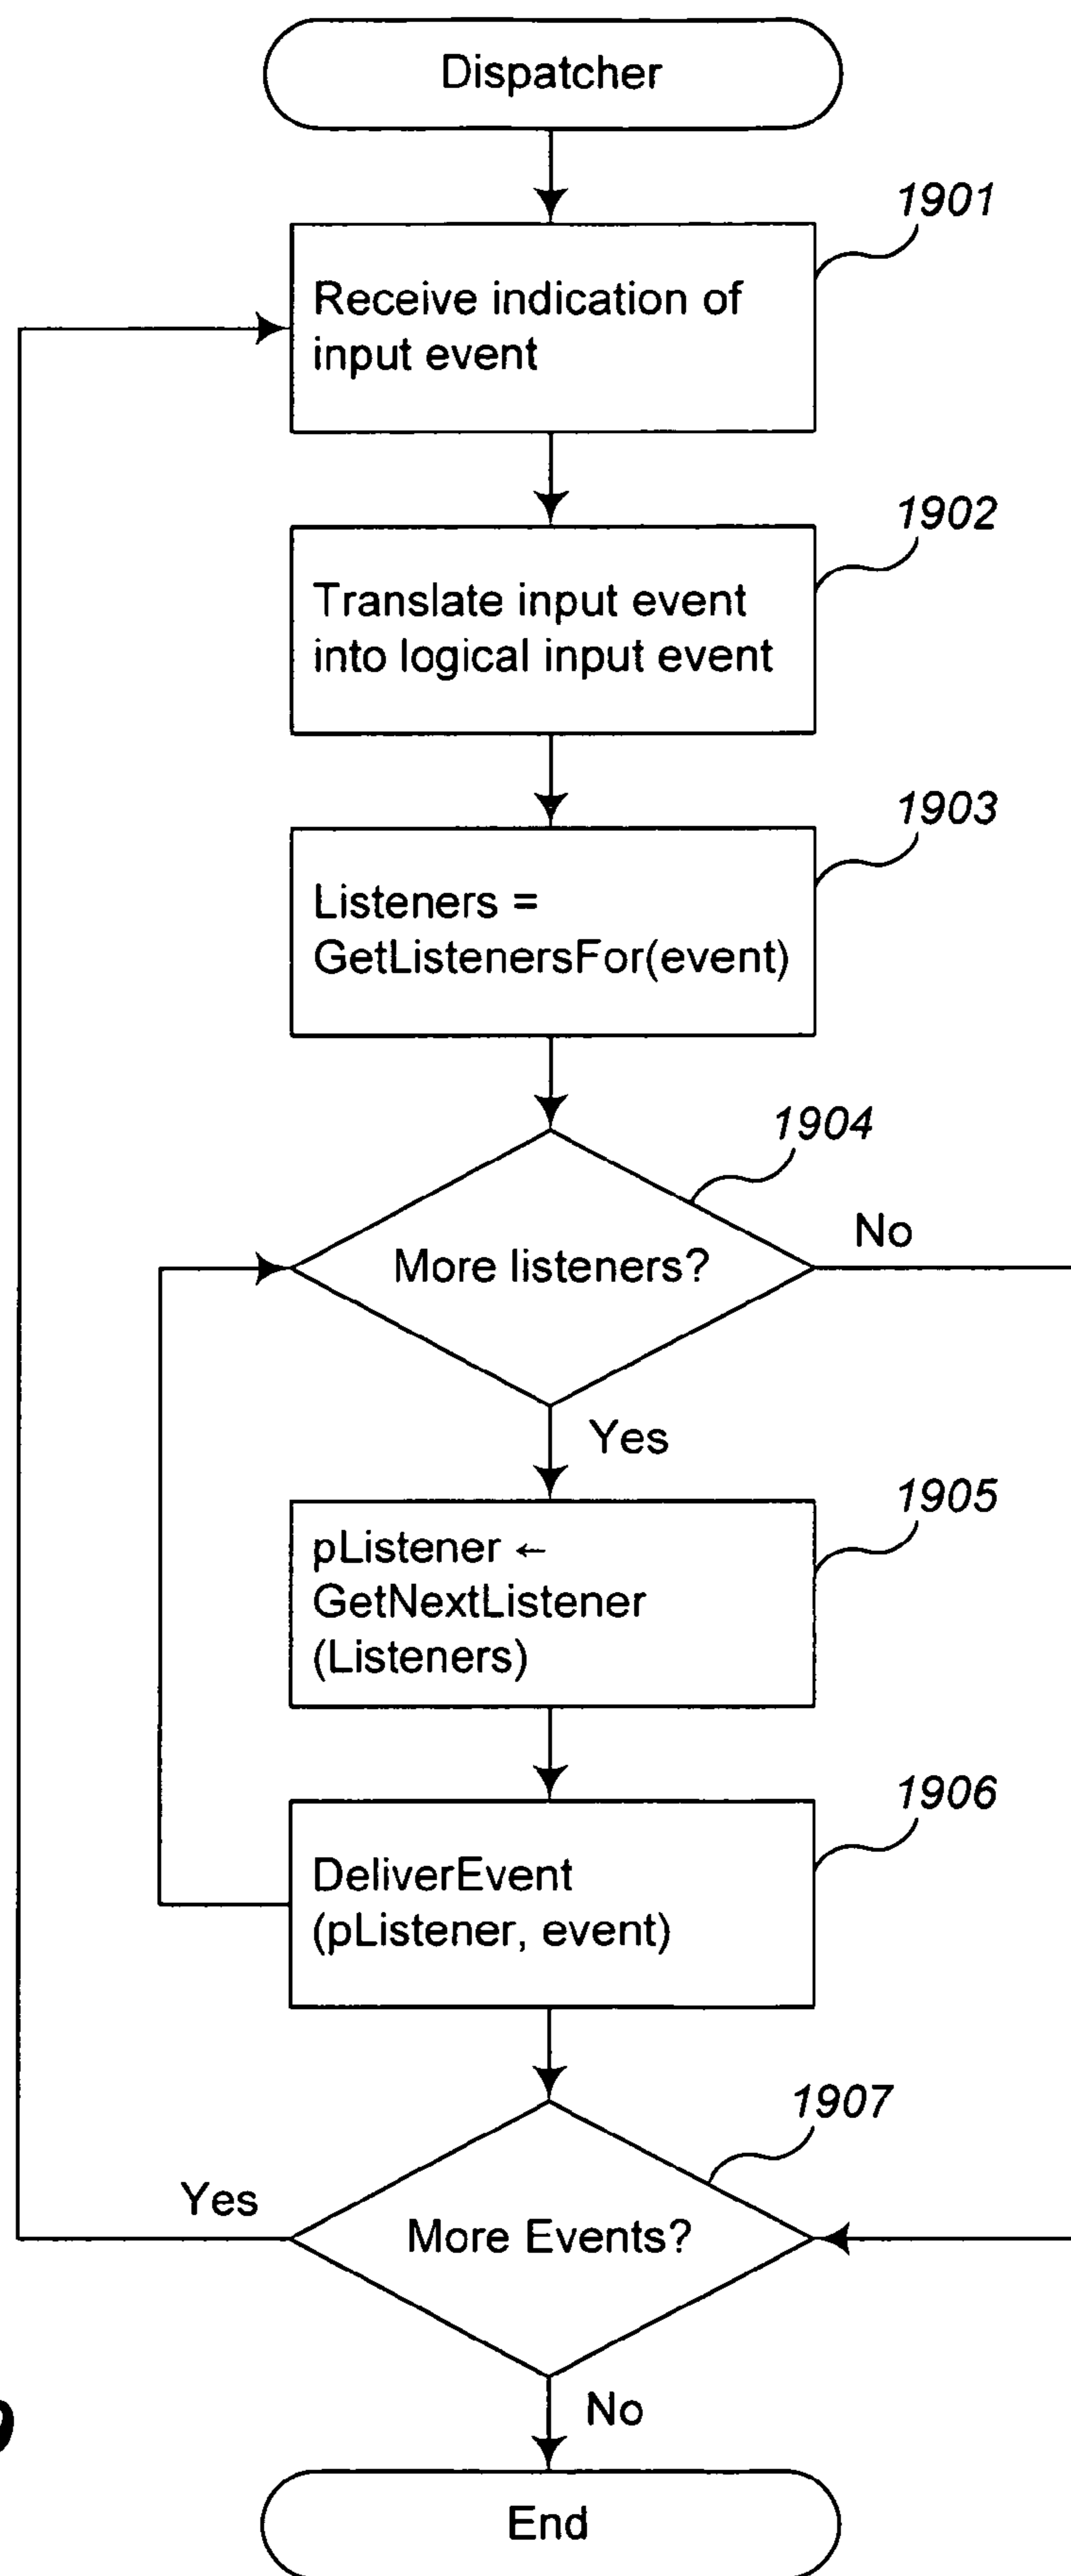 Dispatcher
1901
Receive indication of
input event
1902
Translate input event
into logical input event
1903
Listeners =
GetListenersFor(event)
1904
More listeners?
No
Yes
1905
pListener ←
GetNextListener
(Listeners)
1906
DeliverEvent
(pListener, event)
1907
Yes
More Events?
No
End